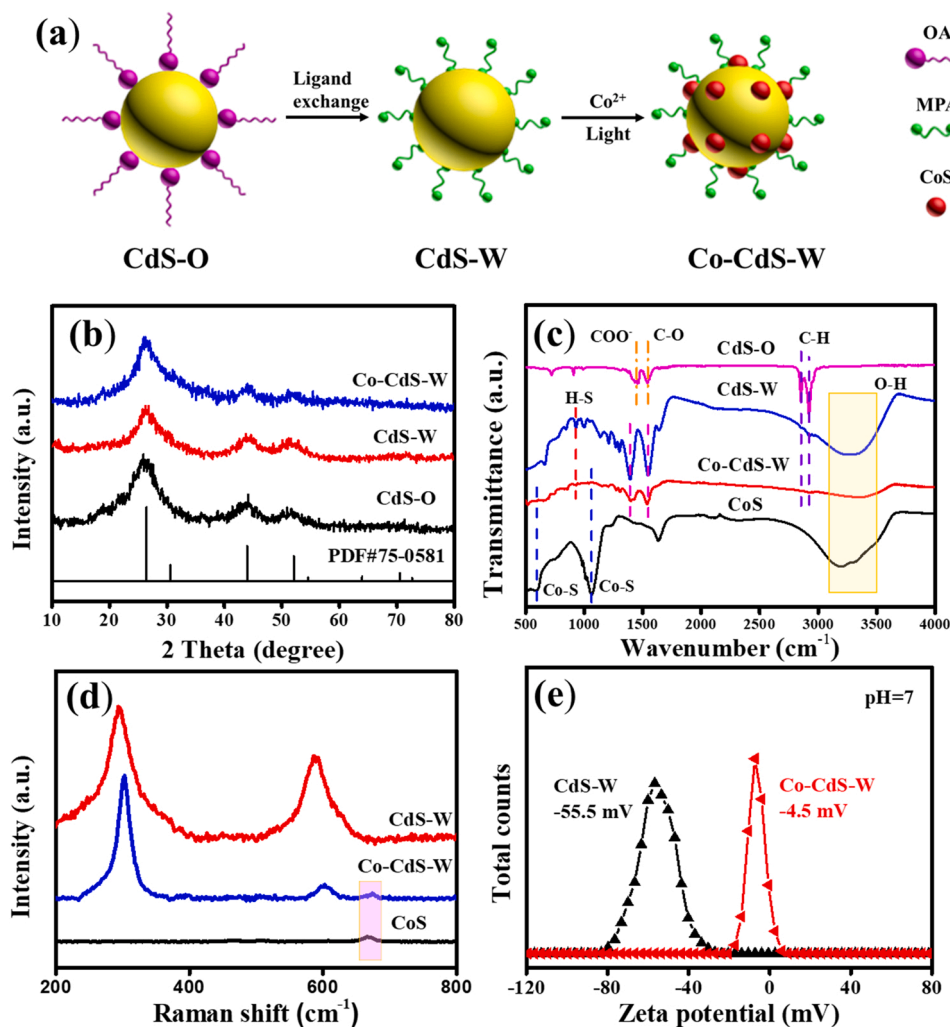 (a)
OA
Ligand
exchange
Co²⁺
Light
MPA
CoS
CdS-O
CdS-W
Co-CdS-W
(b)
Co-CdS-W
CdS-W
CdS-O
PDF#75-0581
Intensity (a.u.)
10 20 30 40 50 60 70 80
2 Theta (degree)
(c)
COO⁻
C-O
C-H
CdS-O
CdS-W
O-H
H-S
Co-CdS-W
CoS
Co-S
Co-S
Transmittance (a.u.)
500 1000 1500 2000 2500 3000 3500 4000
Wavenumber (cm⁻¹)
(d)
CdS-W
Co-CdS-W
CoS
Intensity (a.u.)
200 400 600 800
Raman shift (cm⁻¹)
(e)
pH=7
CdS-W
-55.5 mV
Co-CdS-W
-4.5 mV
Total counts
-120 -80 -40 0 40 80
Zeta potential (mV)